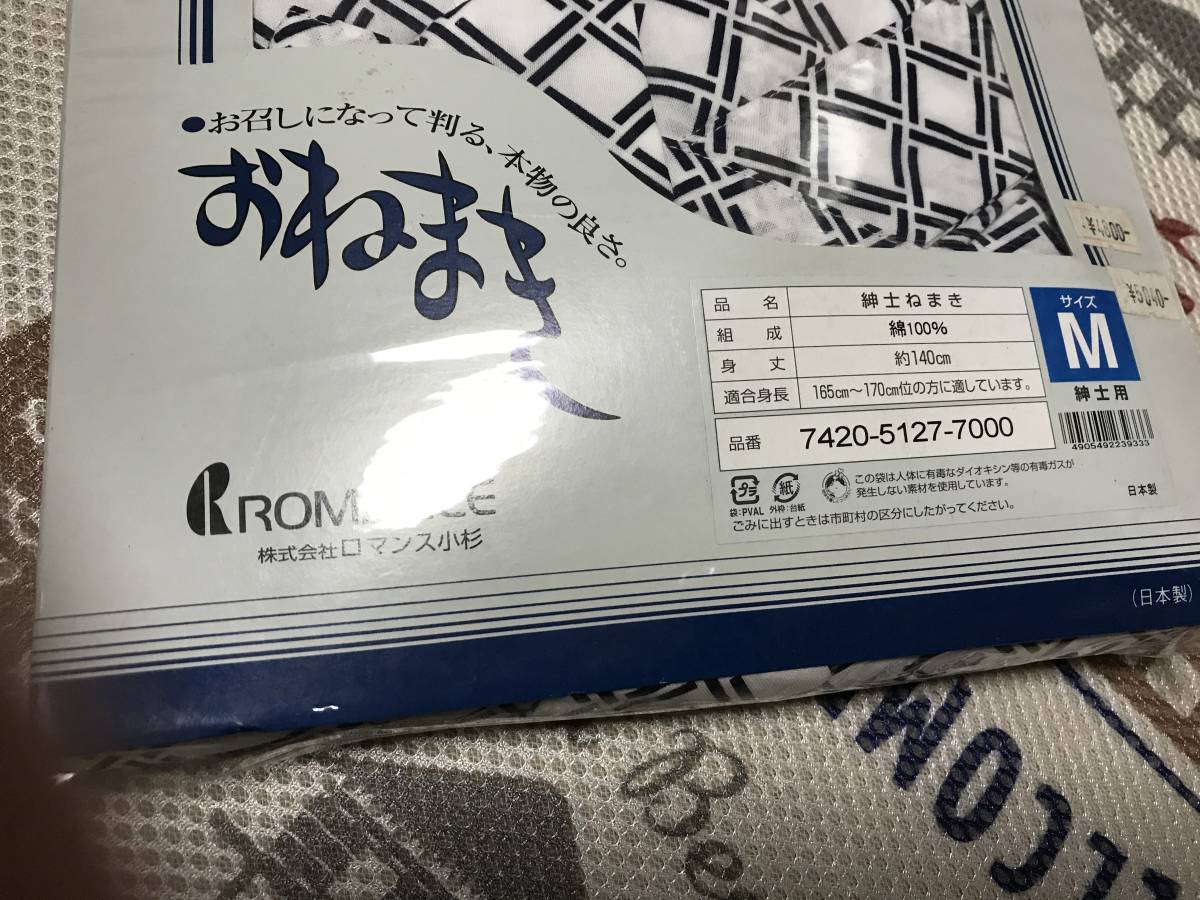 ●お召しになって判る、本物の良さ。
おねまき
品名 紳士ねまき
組成 綿100%
身丈 約140cm
適合身長 165cm～170cm位の方に適しています。
品番 7420-5127-7000
サイズ
M
紳士用
4905492239333
プラ 紙
袋:PVAL 外枠:台紙
この袋は人体に有毒なダイオキシン等の有毒ガスが
発生しない素材を使用しています。
ごみに出すときは市町村の区分にしたがってください。
日本製
¥5040-
ROMANCE
株式会社ロマンス小杉
(日本製)
Be